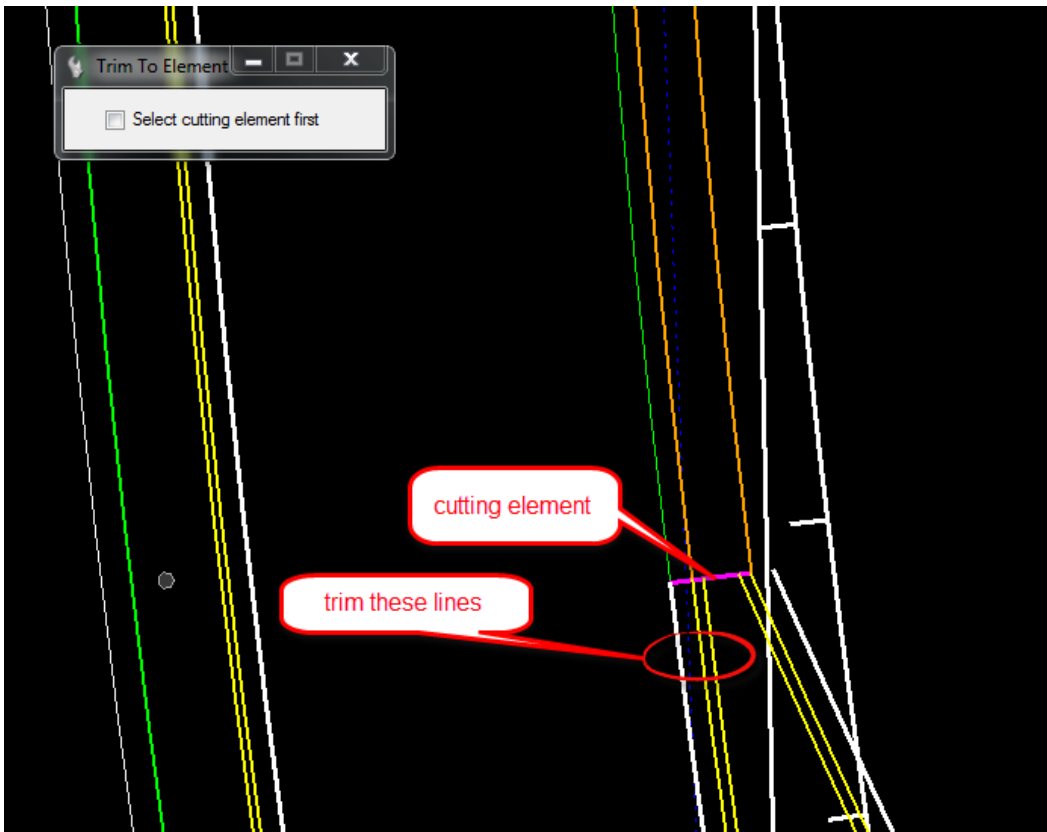 Trim To Element
Select cutting element first
cutting element
trim these lines